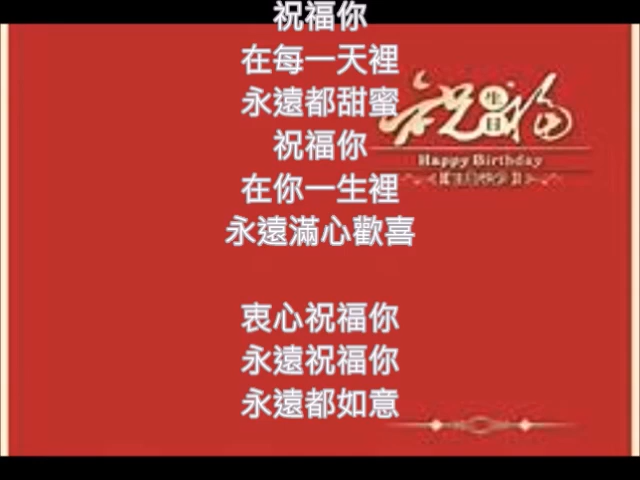 祝福你
在每一天裡
永遠都甜蜜
祝福你
在你一生裡
永遠滿心歡喜
衷心祝福你
永遠祝福你
永遠都如意
祝福
生日
Happy Birthday